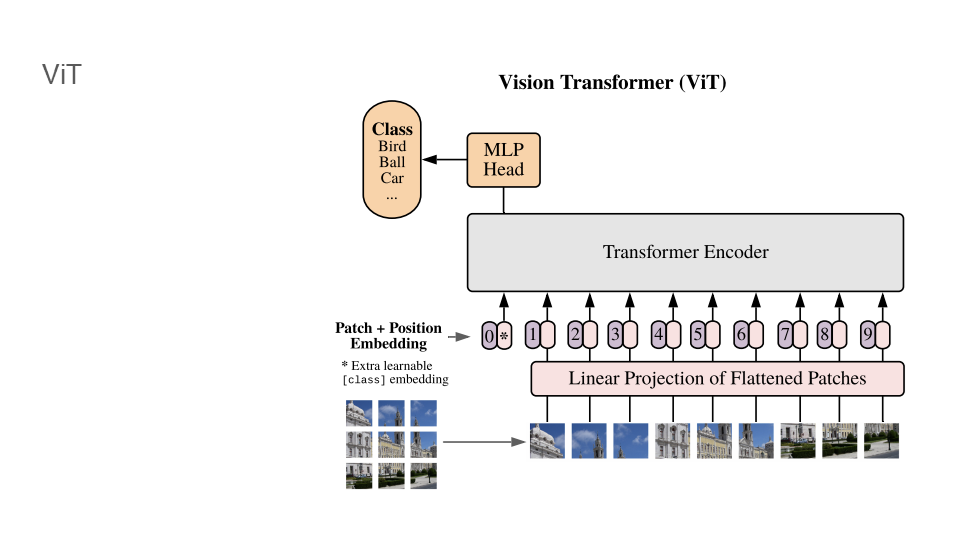 ViT
Vision Transformer (ViT)
Class
Bird
Ball
Car
...
MLP
Head
Transformer Encoder
Patch + Position
Embedding
0 * 1 2 3 4 5 6 7 8 9
* Extra learnable
[class] embedding
Linear Projection of Flattened Patches